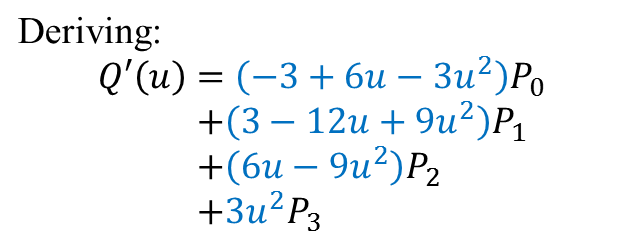 Deriving:
Q′(u) = (−3 + 6u − 3u²)P₀
+(3 − 12u + 9u²)P₁
+(6u − 9u²)P₂
+3u²P₃